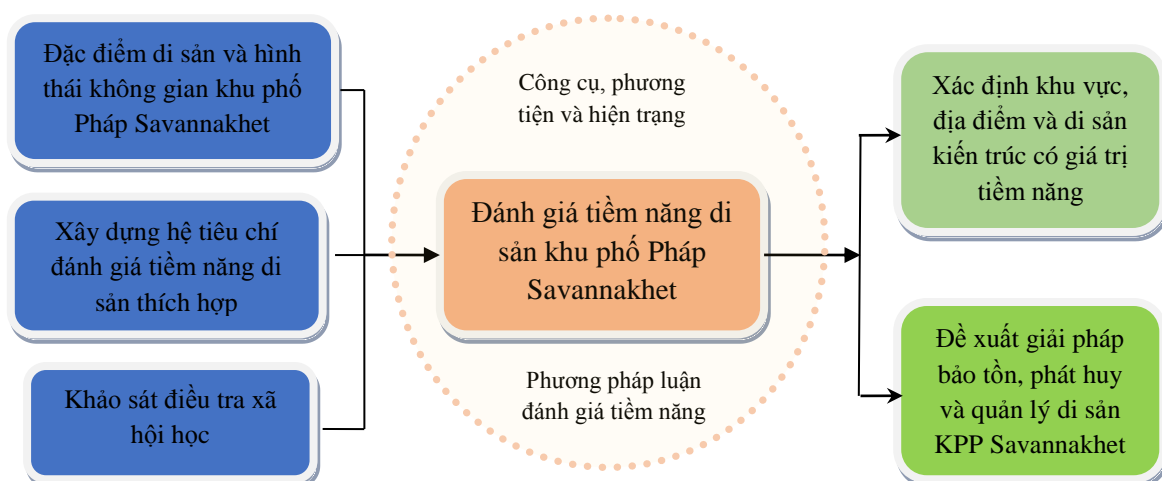 Đặc điểm di sản và hình
thái không gian khu phố
Pháp Savannakhet
Xây dựng hệ tiêu chí
đánh giá tiềm năng di
sản thích hợp
Khảo sát điều tra xã
hội học
Công cụ, phương
tiện và hiện trạng
Đánh giá tiềm năng di
sản khu phố Pháp
Savannakhet
Phương pháp luận
đánh giá tiềm năng
Xác định khu vực,
địa điểm và di sản
kiến trúc có giá trị
tiềm năng
Đề xuất giải pháp
bảo tồn, phát huy
và quản lý di sản
KPP Savannakhet